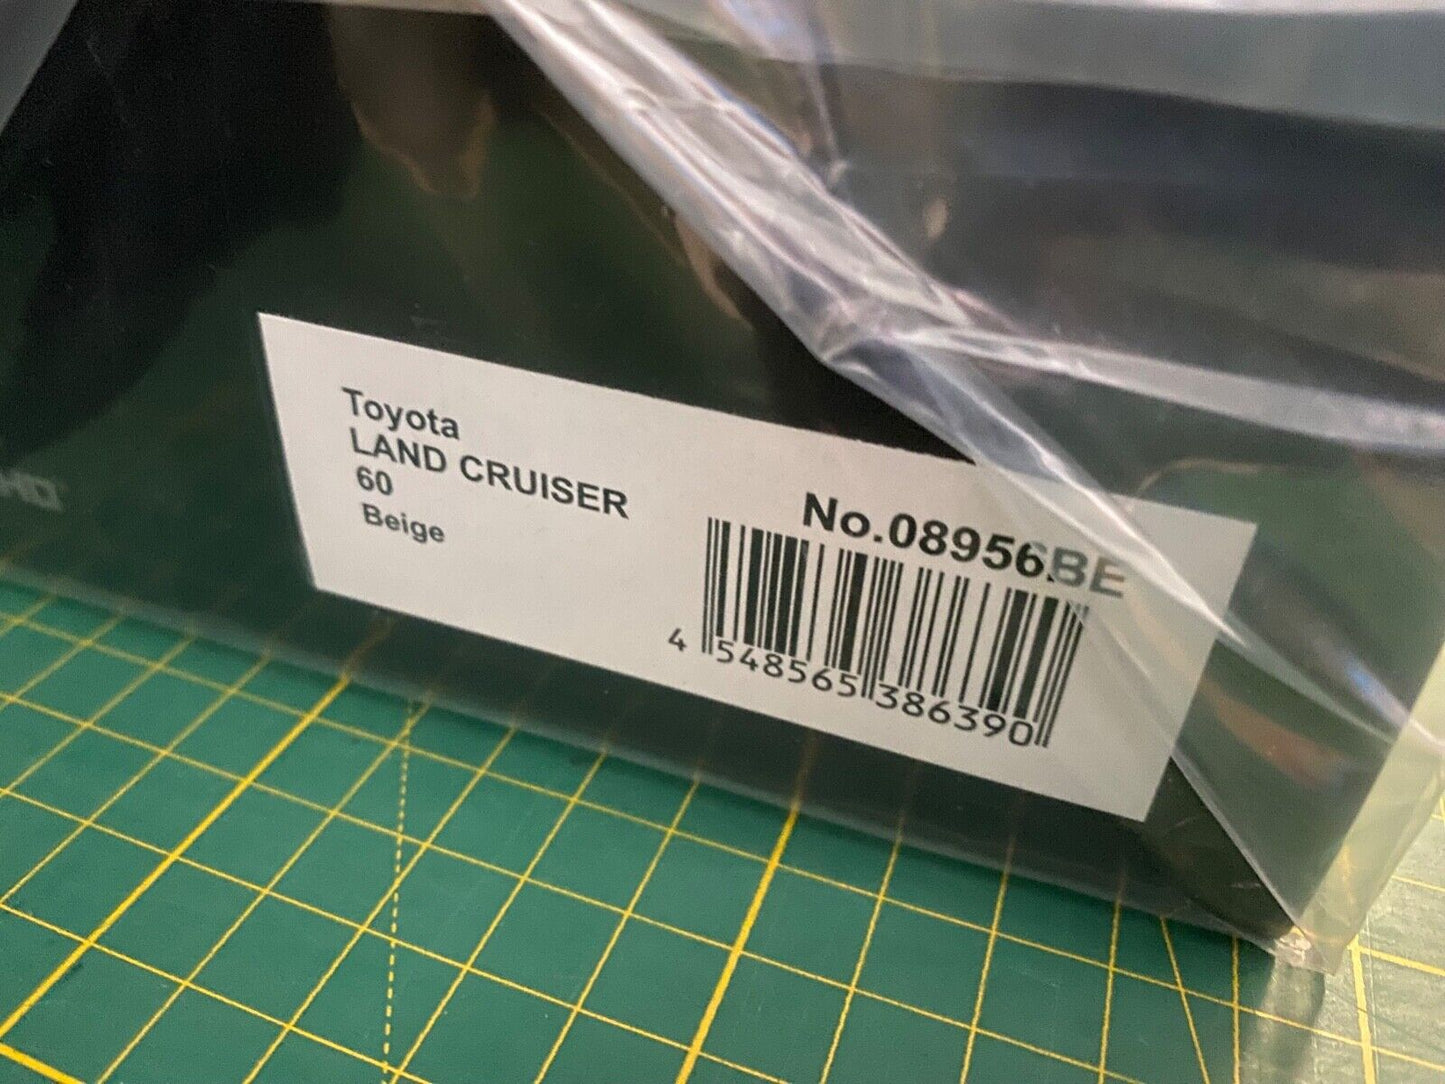 Toyota
LAND CRUISER
60
Beige
No.08956BE
4 548565 386390